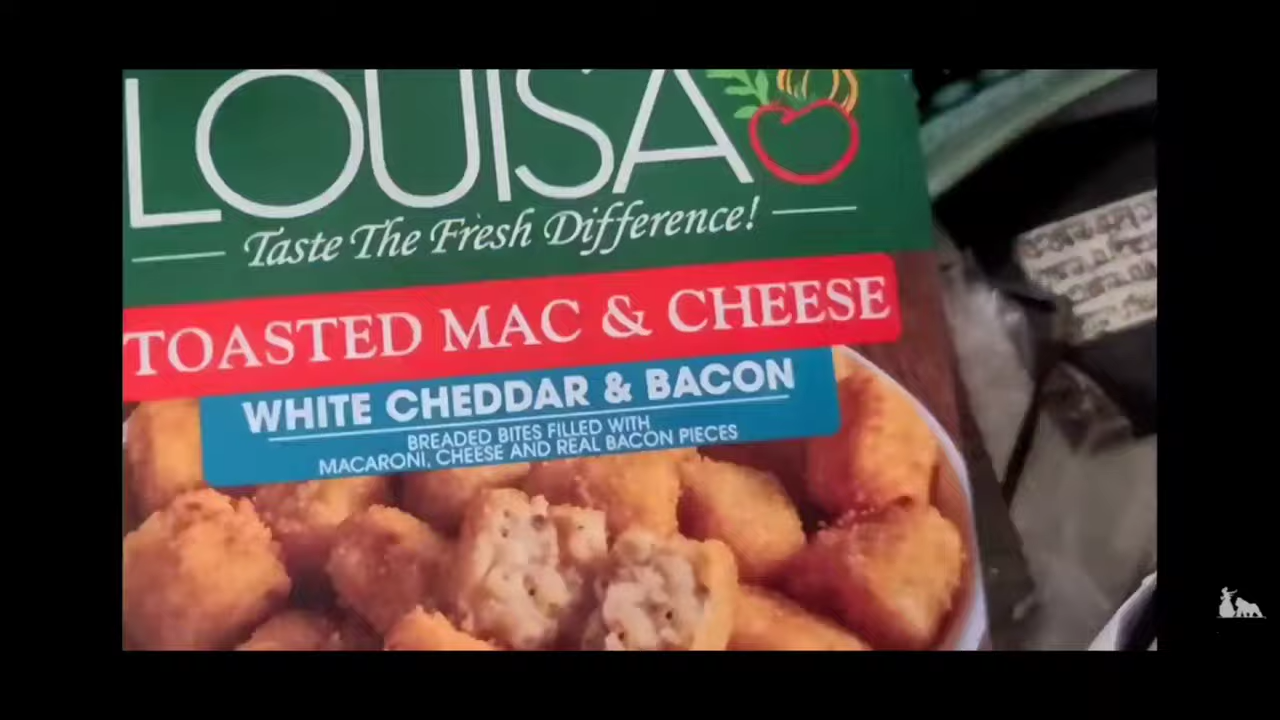 LOUISA
Taste The Fresh Difference!
TOASTED MAC & CHEESE
WHITE CHEDDAR & BACON
BREADED BITES FILLED WITH
MACARONI, CHEESE AND REAL BACON PIECES